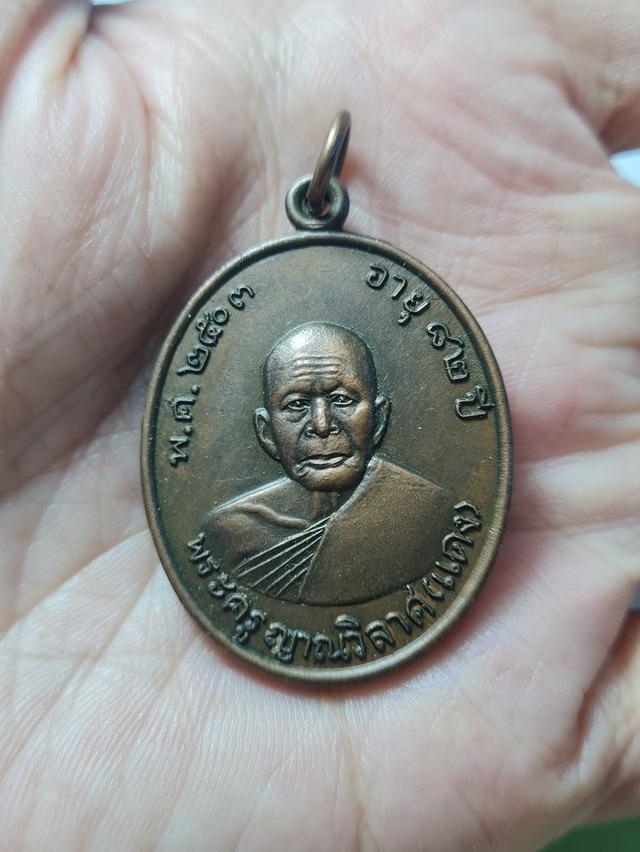 พ.ศ. ๒๕๐๓
อายุ ๘๒ ปี
พระครูญาณวิลาศ(แดง)